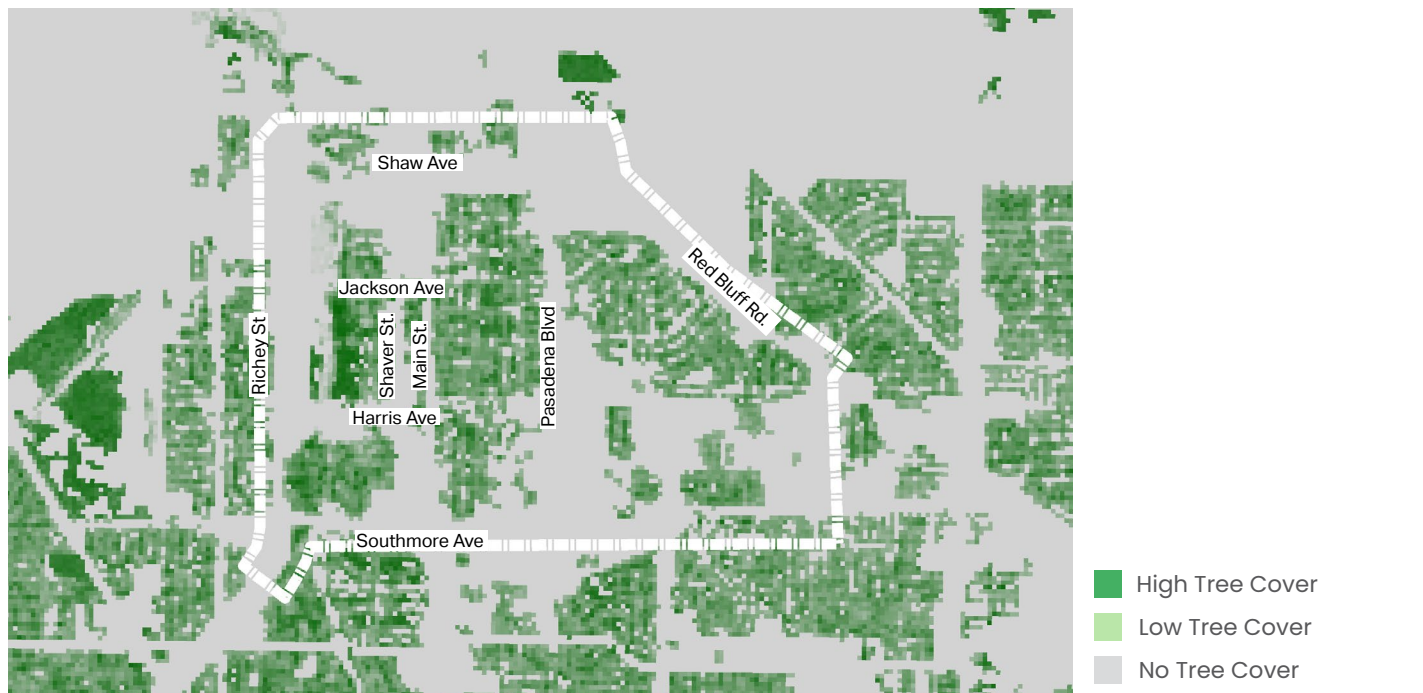 Shaw Ave
Red Bluff Rd.
Jackson Ave
Richey St
Shaver St.
Main St.
Pasadena Blvd
Harris Ave
Southmore Ave
High Tree Cover
Low Tree Cover
No Tree Cover